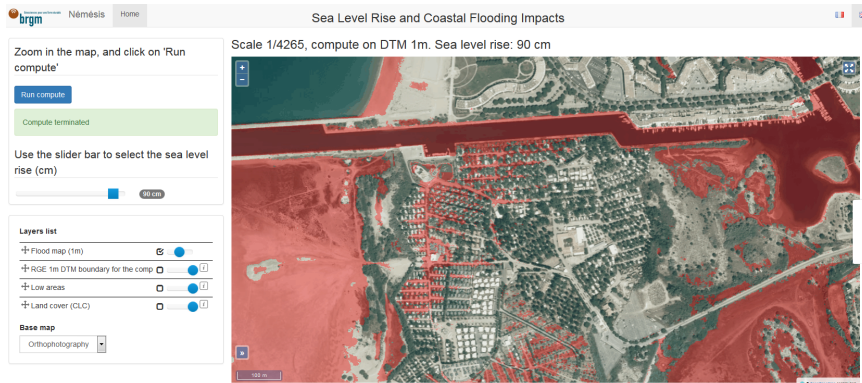 brgm
Némésis
Home
Sea Level Rise and Coastal Flooding Impacts
Zoom in the map, and click on 'Run
compute'
Run compute
Compute terminated
Use the slider bar to select the sea level
rise (cm)
90 cm
Layers list
Flood map (1m)
RGE 1m DTM boundary for the comp
i
Low areas
i
Land cover (CLC)
i
Base map
Orthophotography
Scale 1/4265, compute on DTM 1m. Sea level rise: 90 cm
+
−
»
100 m